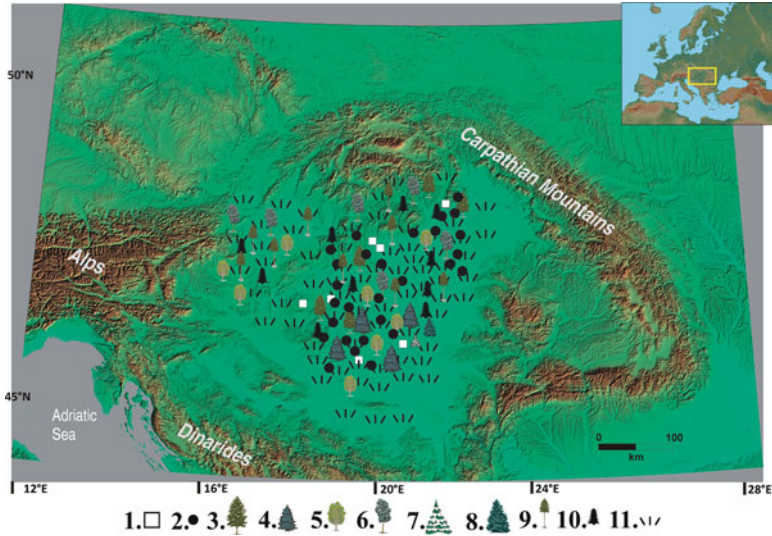 50°N
Carpathian Mountains
Alps
45°N
Adriatic
Sea
Dinarides
0 100
km
12°E 16°E 20°E 24°E 28°E
1. 2. 3. 4. 5. 6. 7. 8. 9. 10. 11.